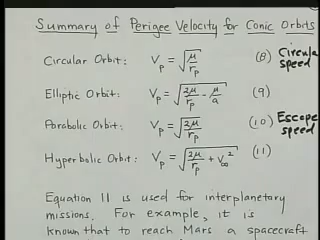 Summary of Perigee Velocity for Conic Orbits
Circular Orbit: Vp = √(μ/rp) (8) Circular speed
Elliptic Orbit: Vp = √(2μ/rp - μ/a) (9)
Parabolic Orbit: Vp = √(2μ/rp) (10) Escape speed
Hyperbolic Orbit: Vp = √(2μ/rp + V∞²) (11)
Equation 11 is used for interplanetary
missions. For example, it is
known that to reach Mars a spacecraft